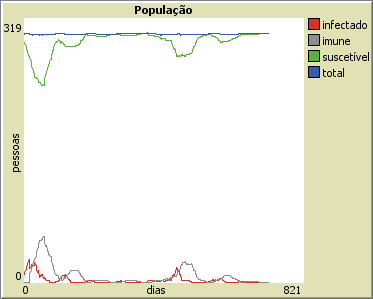 População
319
infectado
imune
suscetível
total
pessoas
0
0
dias
821